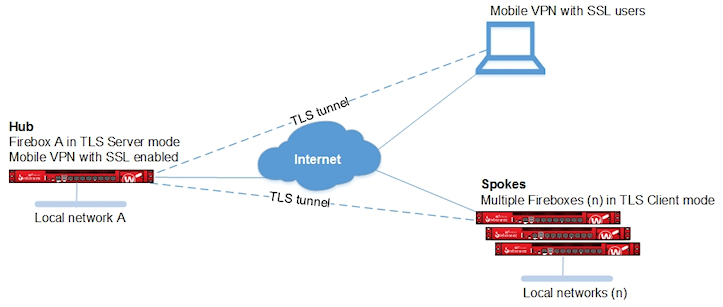 Mobile VPN with SSL users
TLS tunnel
Hub
Firebox A in TLS Server mode
Mobile VPN with SSL enabled
Internet
Local network A
TLS tunnel
Spokes
Multiple Fireboxes (n) in TLS Client mode
Local networks (n)